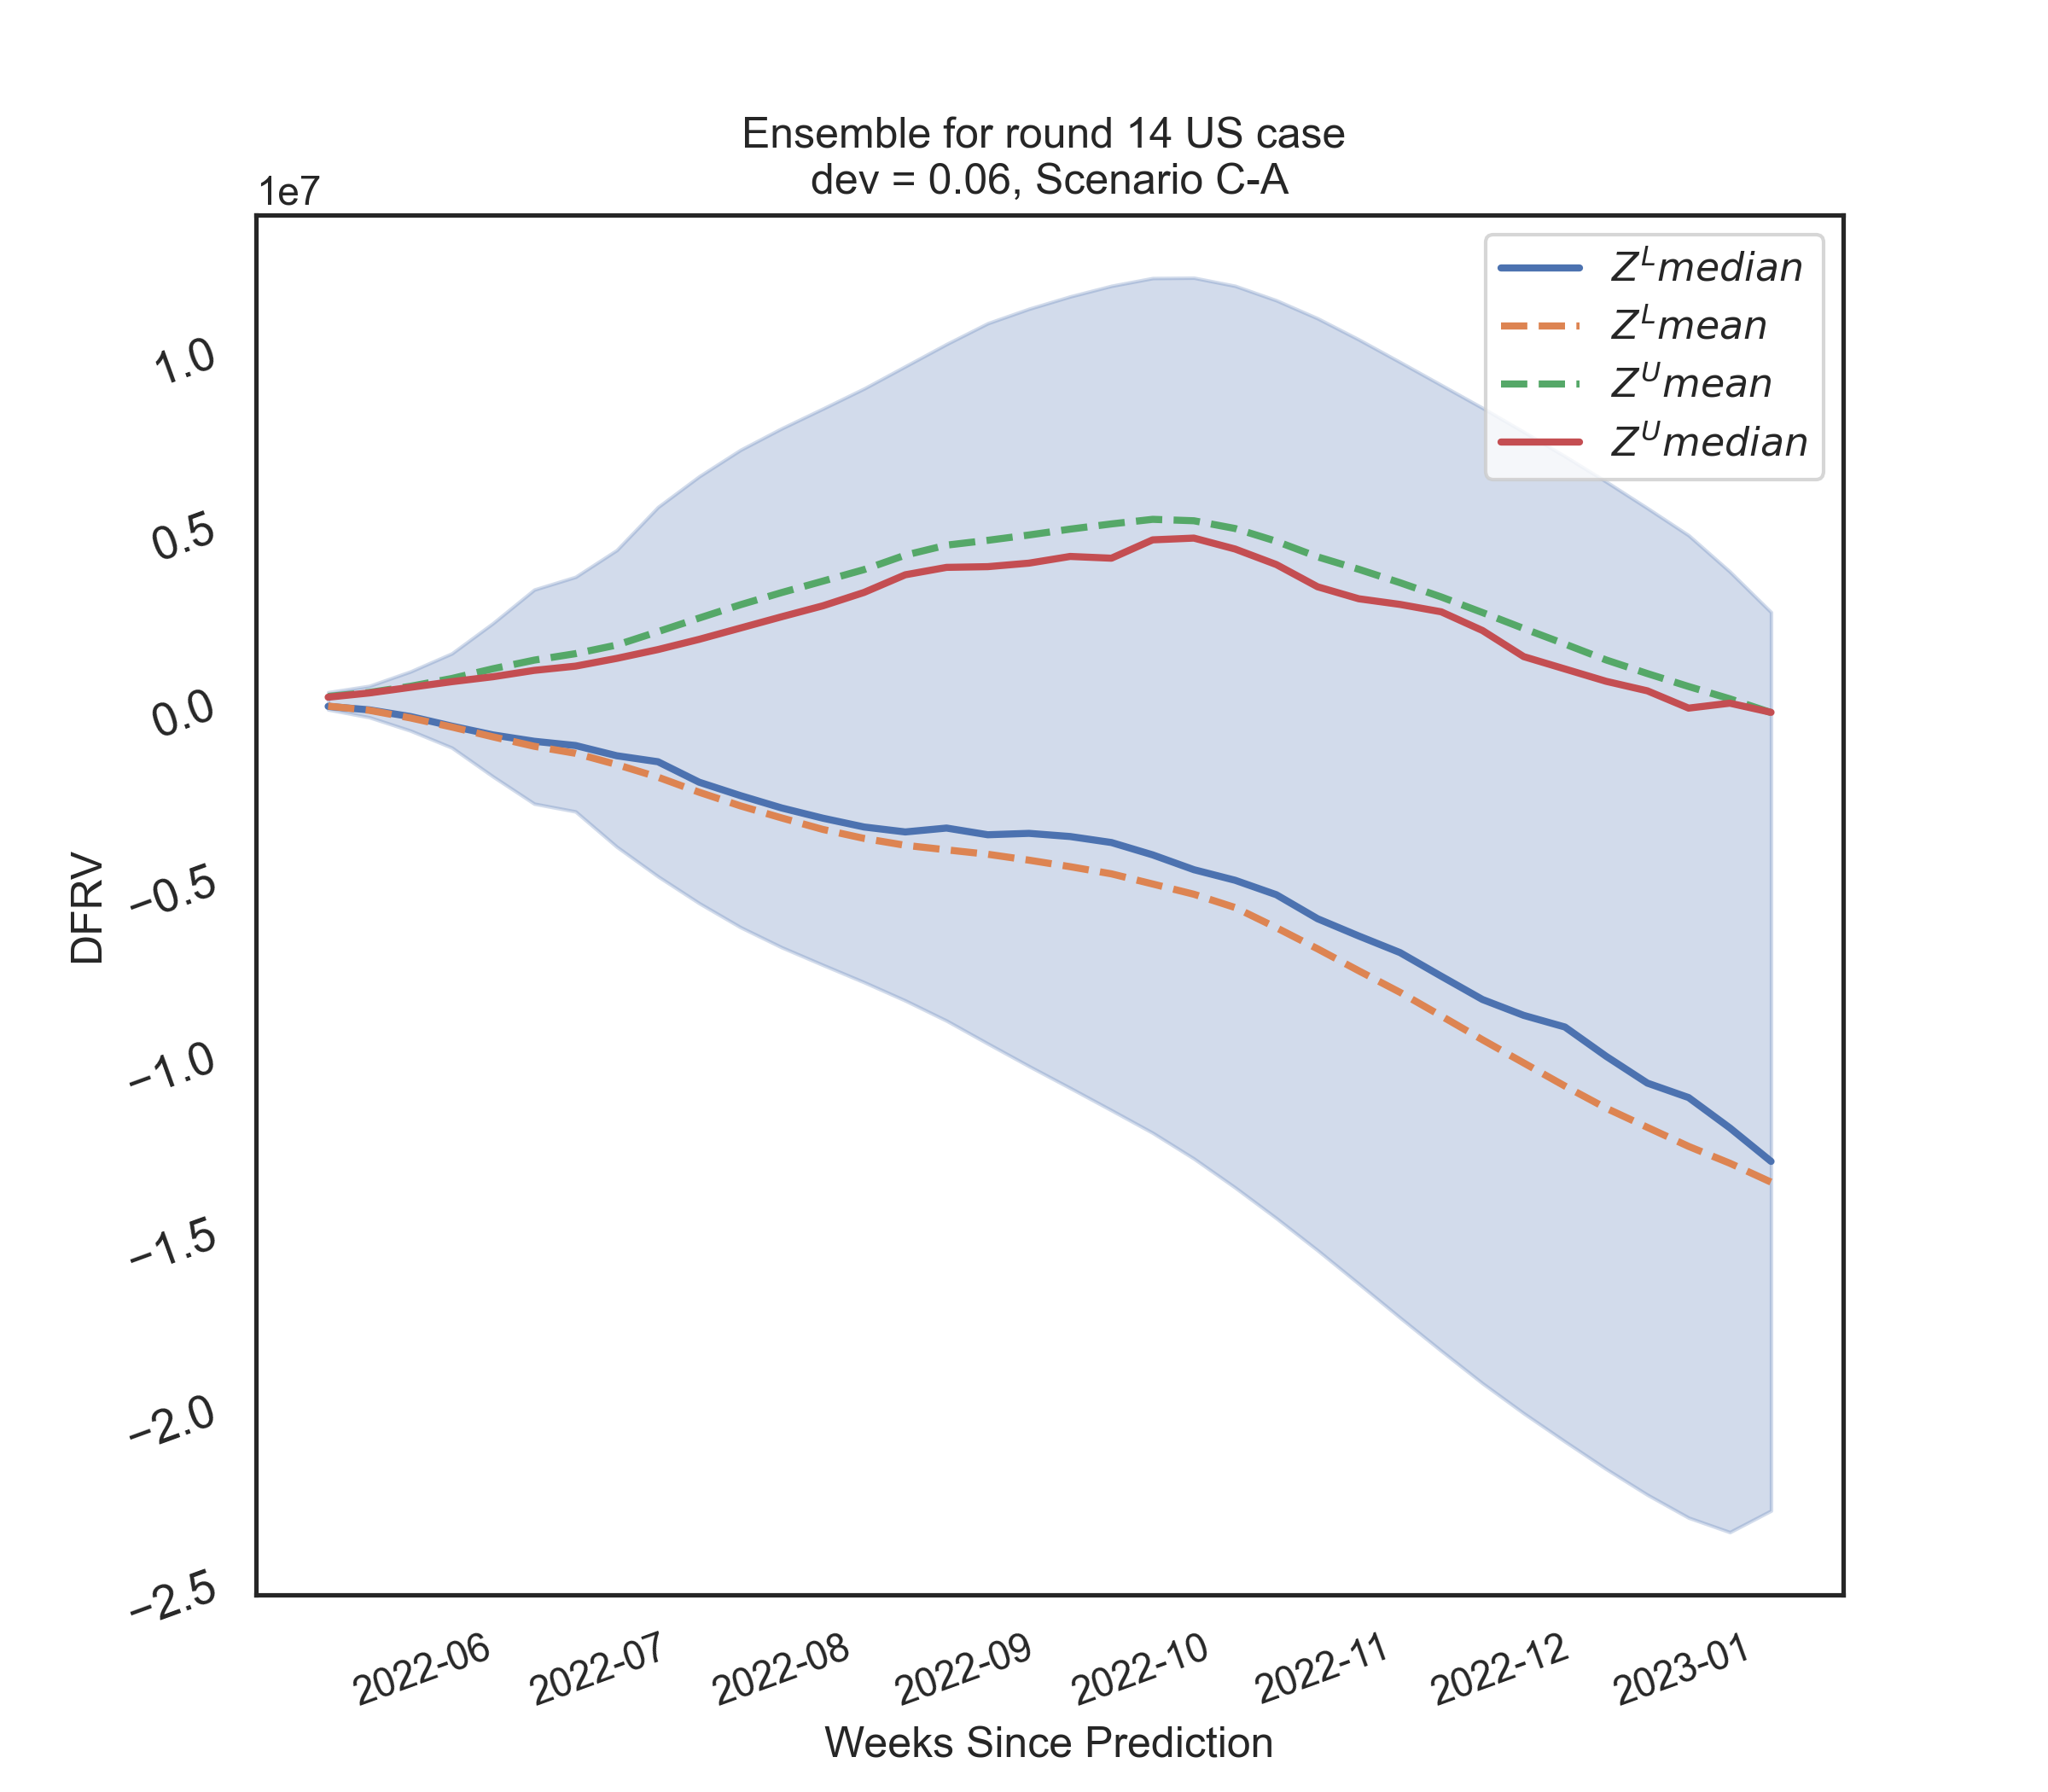 Ensemble for round 14 US case
dev = 0.06, Scenario C-A
1e7
Z^L median
Z^L mean
Z^U mean
Z^U median
1.0
0.5
0.0
−0.5
−1.0
−1.5
−2.0
−2.5
DFRV
2022-06
2022-07
2022-08
2022-09
2022-10
2022-11
2022-12
2023-01
Weeks Since Prediction